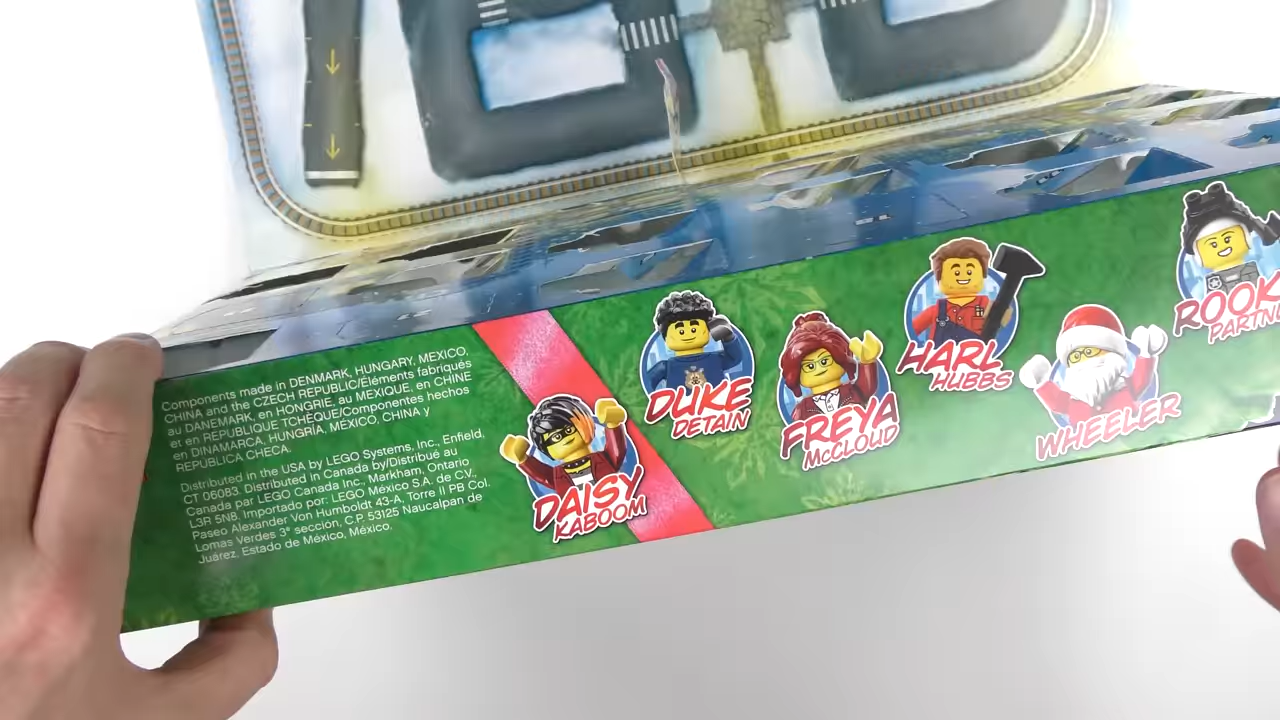 Components made in DENMARK, HUNGARY, MEXICO,
CHINA and the CZECH REPUBLIC/Éléments fabriqués
au DANEMARK, en HONGRIE, au MEXIQUE, en CHINE
et en RÉPUBLIQUE TCHÈQUE/Componentes hechos
en DINAMARCA, HUNGRÍA, MÉXICO, CHINA y
REPÚBLICA CHECA.
Distributed in the USA by LEGO Systems, Inc., Enfield,
CT 06083. Distributed in Canada by/Distribué au
Canada par LEGO Canada Inc., Markham, Ontario
L3R 5N8. Importado por: LEGO México S.A. de C.V.,
Paseo Alexander Von Humboldt 43-A, Torre II PB Col.
Lomas Verdes 3ª sección, C.P. 53125 Naucalpan de
Juárez, Estado de México, México.
DAISY
KABOOM
DUKE
DETAIN
FREYA
McCLOUD
HARL
HUBBS
WHEELER
ROOK
PARTN